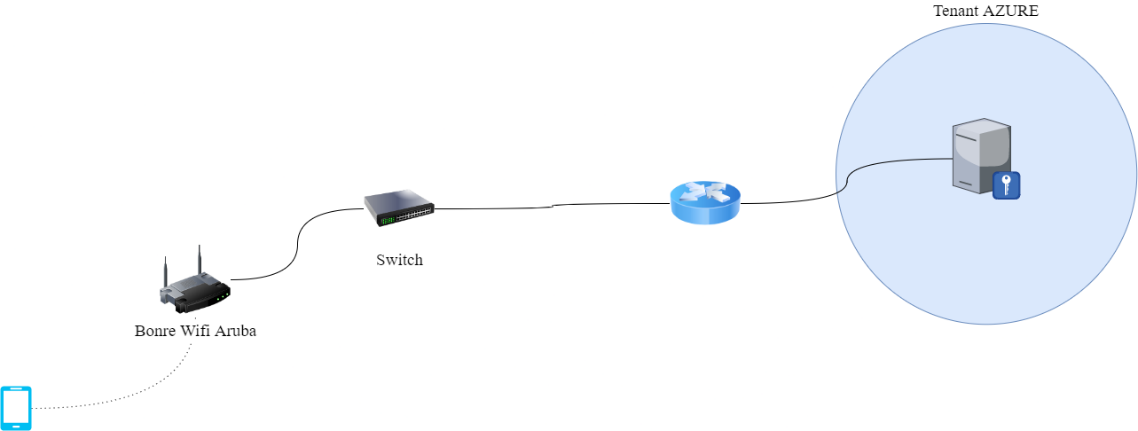 Tenant AZURE
Switch
Bonre Wifi Aruba